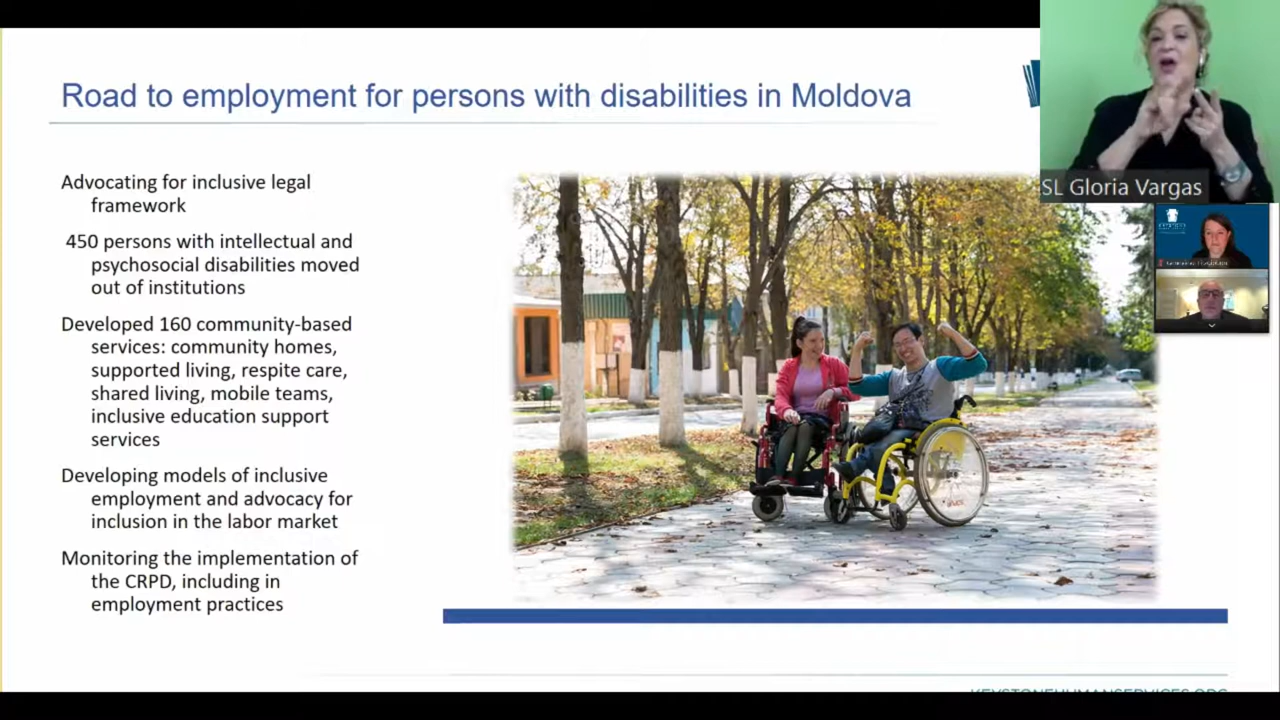 Road to employment for persons with disabilities in Moldova
SL Gloria Vargas
Advocating for inclusive legal
framework
450 persons with intellectual and
psychosocial disabilities moved
out of institutions
Developed 160 community-based
services: community homes,
supported living, respite care,
shared living, mobile teams,
inclusive education support
services
Developing models of inclusive
employment and advocacy for
inclusion in the labor market
Monitoring the implementation of
the CRPD, including in
employment practices
KEYSTONEHUMANSERVICES.ORG